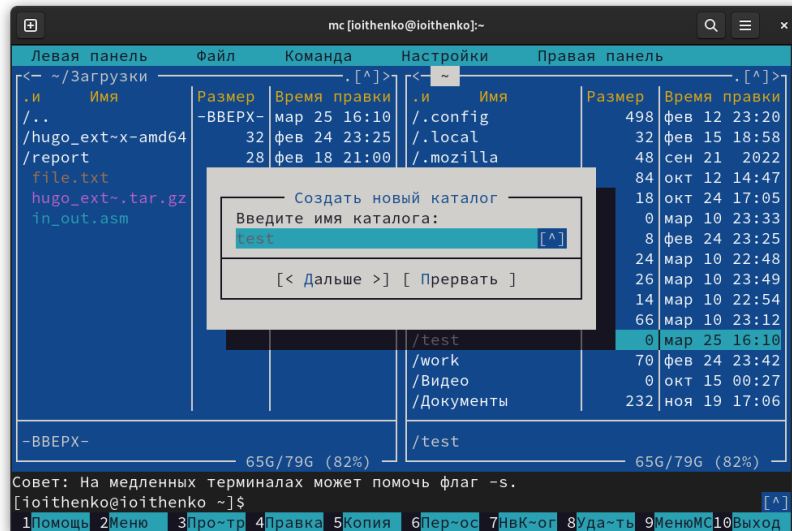 mc [ioithenko@ioithenko]:~
Левая панель Файл Команда Настройки Правая панель
<— ~/Загрузки .[^]> <— ~ .[^]>
.и Имя Размер Время правки .и Имя Размер Время правки
/.. -ВВЕРХ- мар 25 16:10 /.config 498 фев 12 23:20
/hugo_ext~x-amd64 32 фев 24 23:25 /.local 32 фев 15 18:58
/report 28 фев 18 21:00 /.mozilla 48 сен 21 2022
file.txt 84 окт 12 14:47
hugo_ext~.tar.gz 18 окт 24 17:05
in_out.asm 0 мар 10 23:33
8 фев 24 23:25
24 мар 10 22:48
26 мар 10 23:49
14 мар 10 22:54
66 мар 10 23:12
Создать новый каталог
Введите имя каталога:
test [^]
[< Дальше >] [ Прервать ]
/test 0 мар 25 16:10
/work 70 фев 24 23:42
/Видео 0 окт 15 00:27
/Документы 232 ноя 19 17:06
-ВВЕРХ- /test
65G/79G (82%) 65G/79G (82%)
Совет: На медленных терминалах может помочь флаг -s.
[ioithenko@ioithenko ~]$ [^]
1Помощь 2Меню 3Про~тр 4Правка 5Копия 6Пер~ос 7НвК~ог 8Уда~ть 9МенюMC 10Выход